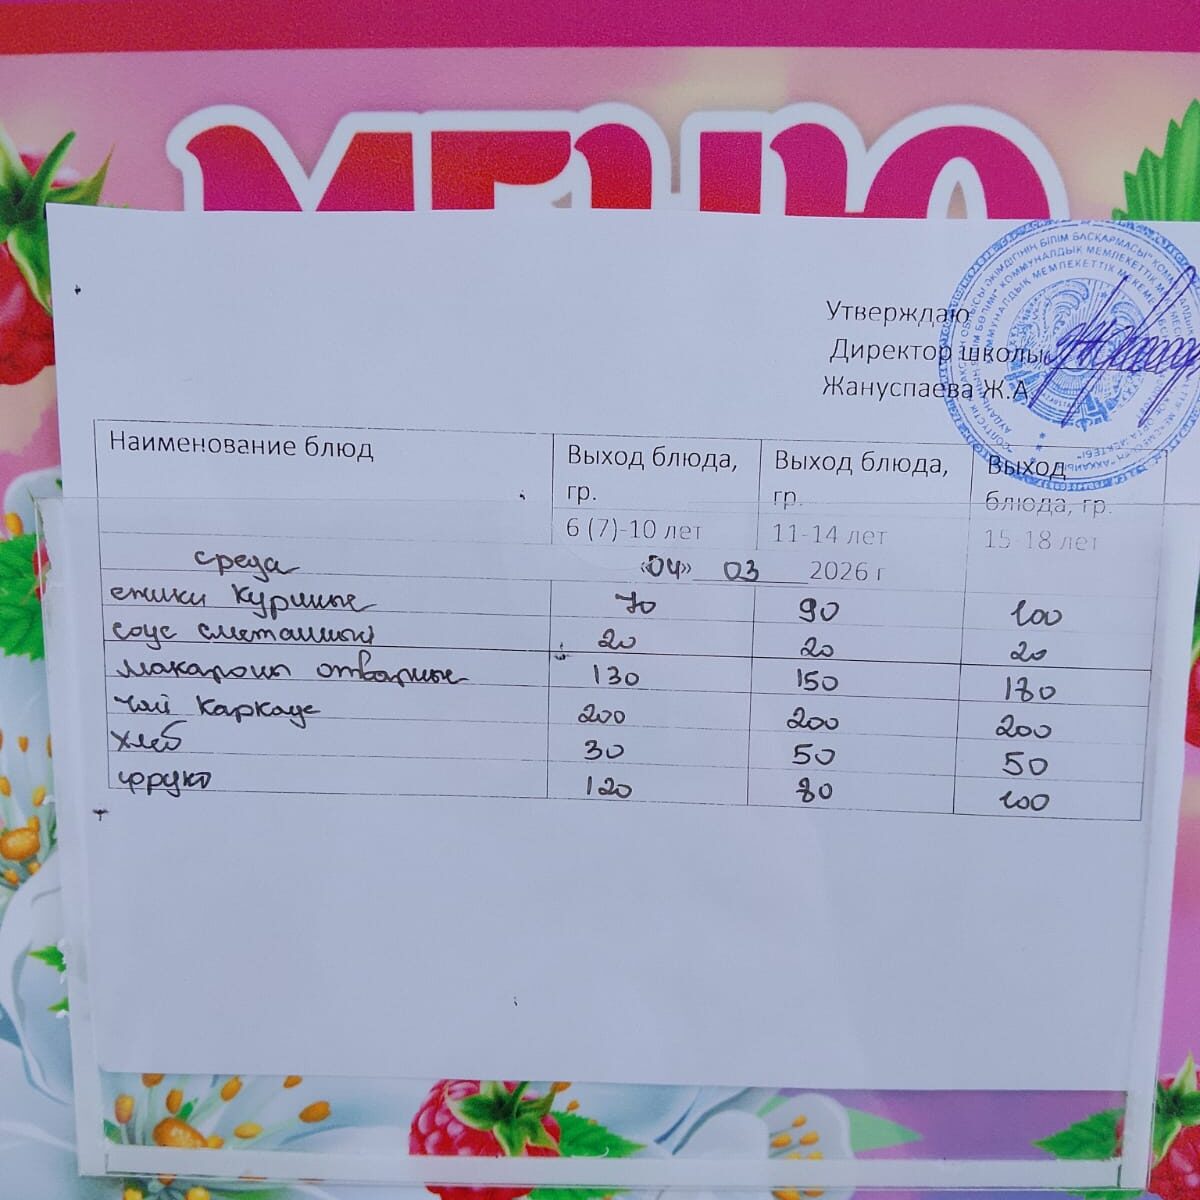 МЕНЮ
Утверждаю
Директор школы
Жануспаева Ж.А.
Наименование блюд Выход блюда, гр. Выход блюда, гр. Выход блюда, гр.
6 (7)-10 лет 11-14 лет 15-18 лет
среда «04» 03 2026 г
ежики куриные 70 90 100
соус сметанный 20 20 20
макароны отварные 130 150 180
чай каркаде 200 200 200
хлеб 30 50 50
фрукт 120 80 100